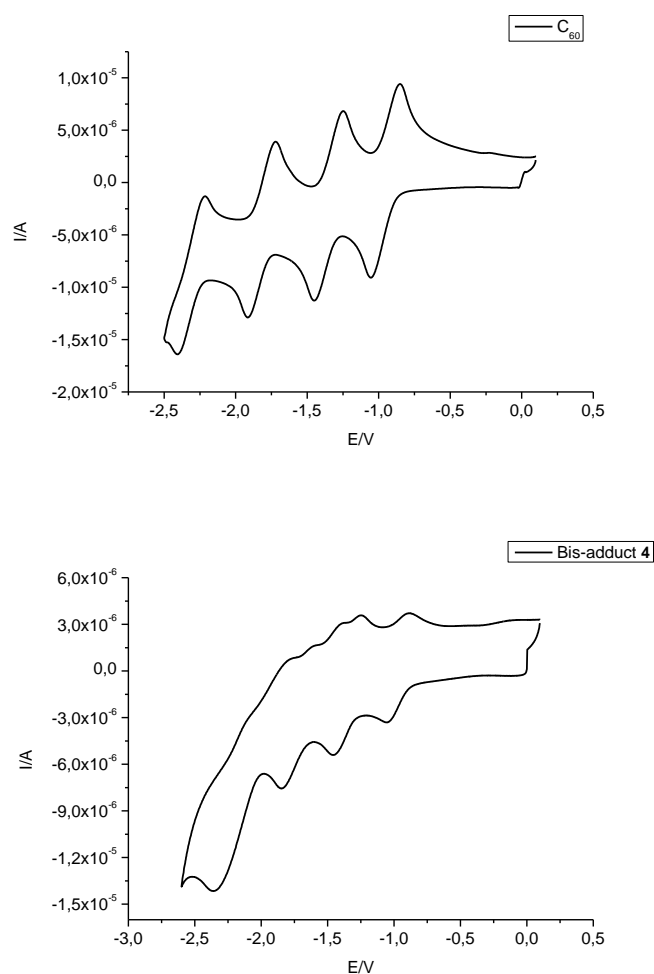 C₆₀
1,0x10⁻⁵
5,0x10⁻⁶
0,0
-5,0x10⁻⁶
-1,0x10⁻⁵
-1,5x10⁻⁵
-2,0x10⁻⁵
I/A
-2,5 -2,0 -1,5 -1,0 -0,5 0,0 0,5
E/V
Bis-adduct 4
6,0x10⁻⁶
3,0x10⁻⁶
0,0
-3,0x10⁻⁶
-6,0x10⁻⁶
-9,0x10⁻⁶
-1,2x10⁻⁵
-1,5x10⁻⁵
I/A
-3,0 -2,5 -2,0 -1,5 -1,0 -0,5 0,0 0,5
E/V